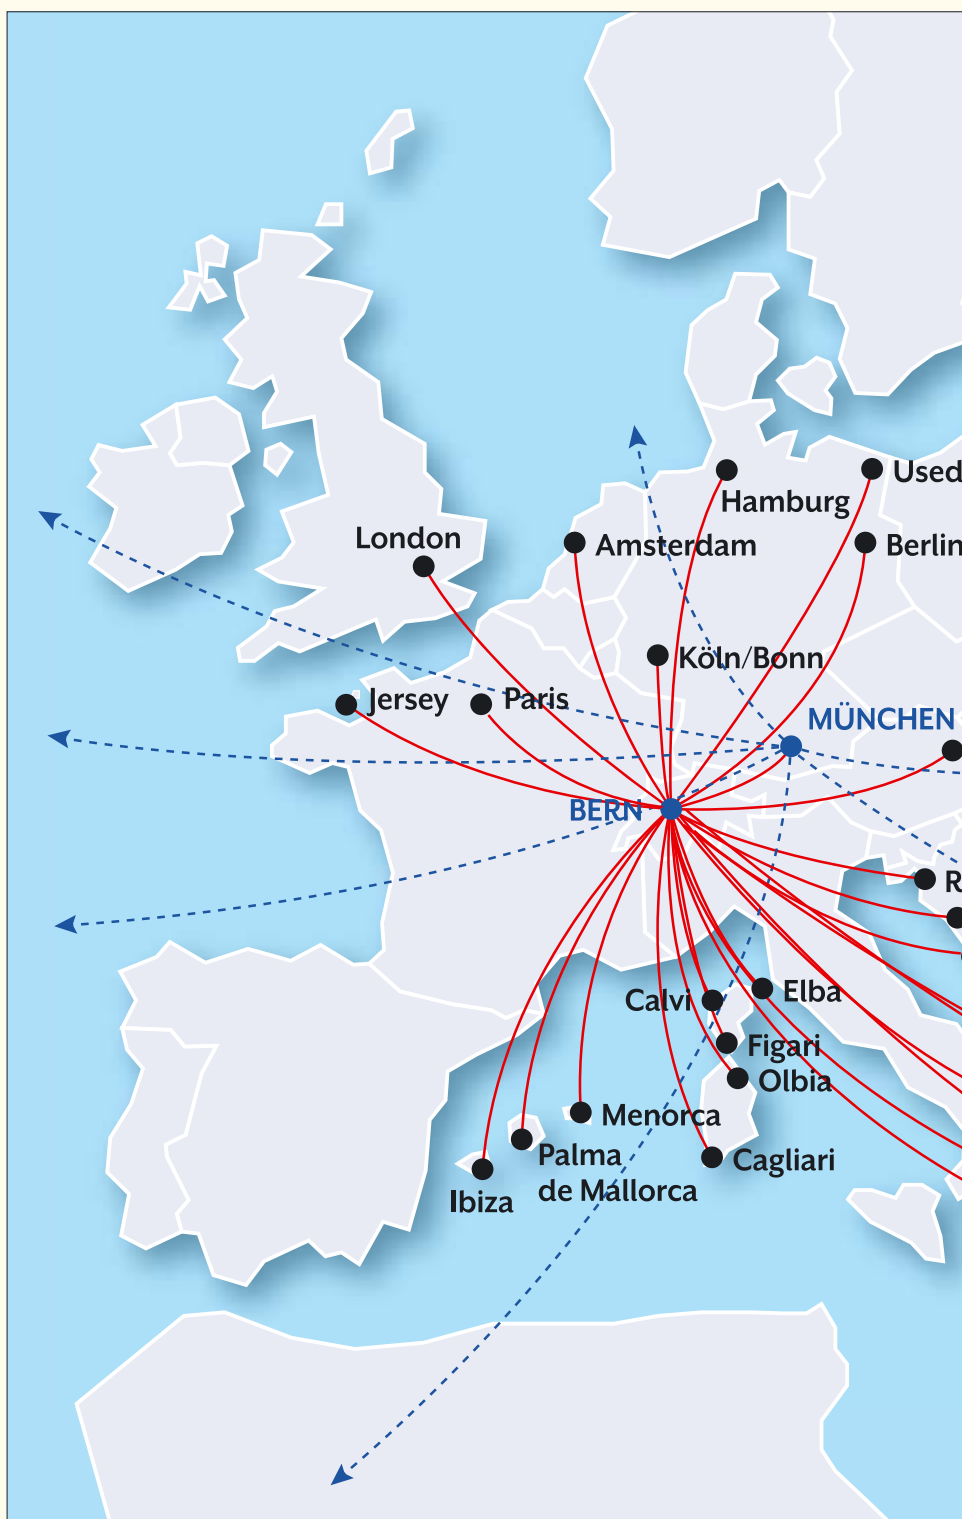 Hamburg
Used
London
Amsterdam
Berlin
Köln/Bonn
Jersey
Paris
MÜNCHEN
BERN
R
Calvi
Elba
Figari
Olbia
Menorca
Palma
de Mallorca
Cagliari
Ibiza